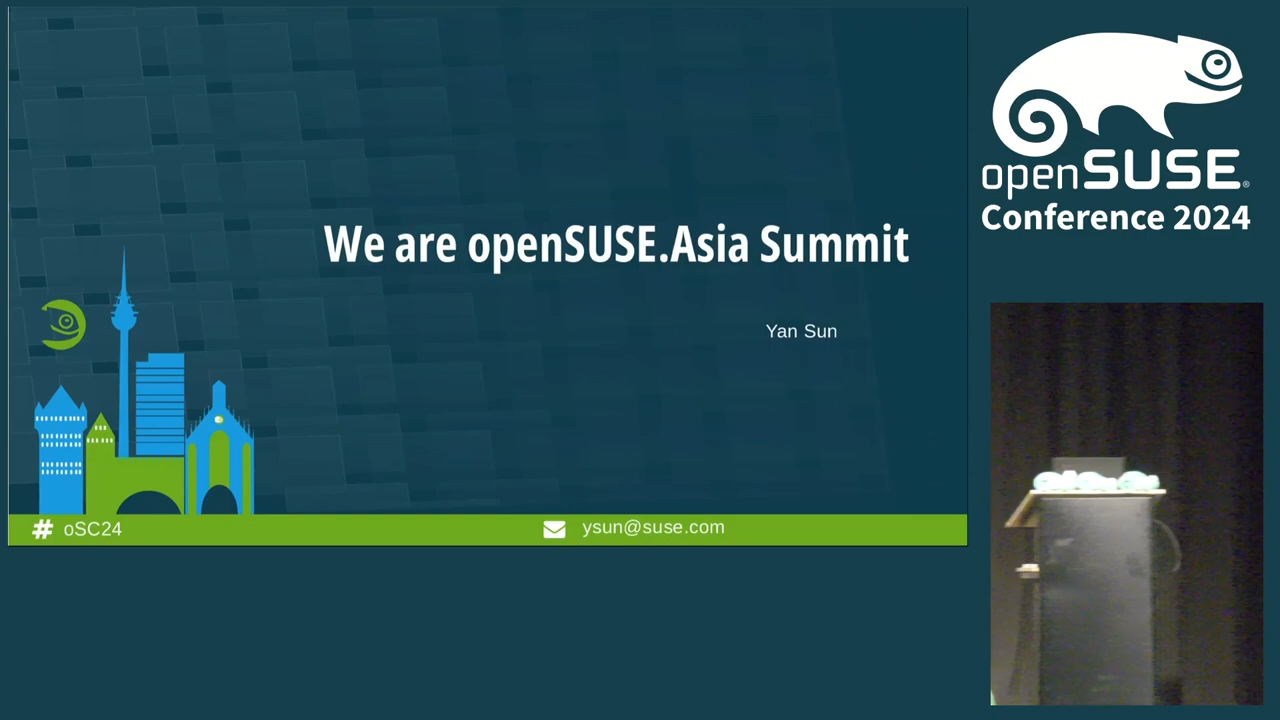 We are openSUSE.Asia Summit
Yan Sun
# oSC24
ysun@suse.com
openSUSE®
Conference 2024